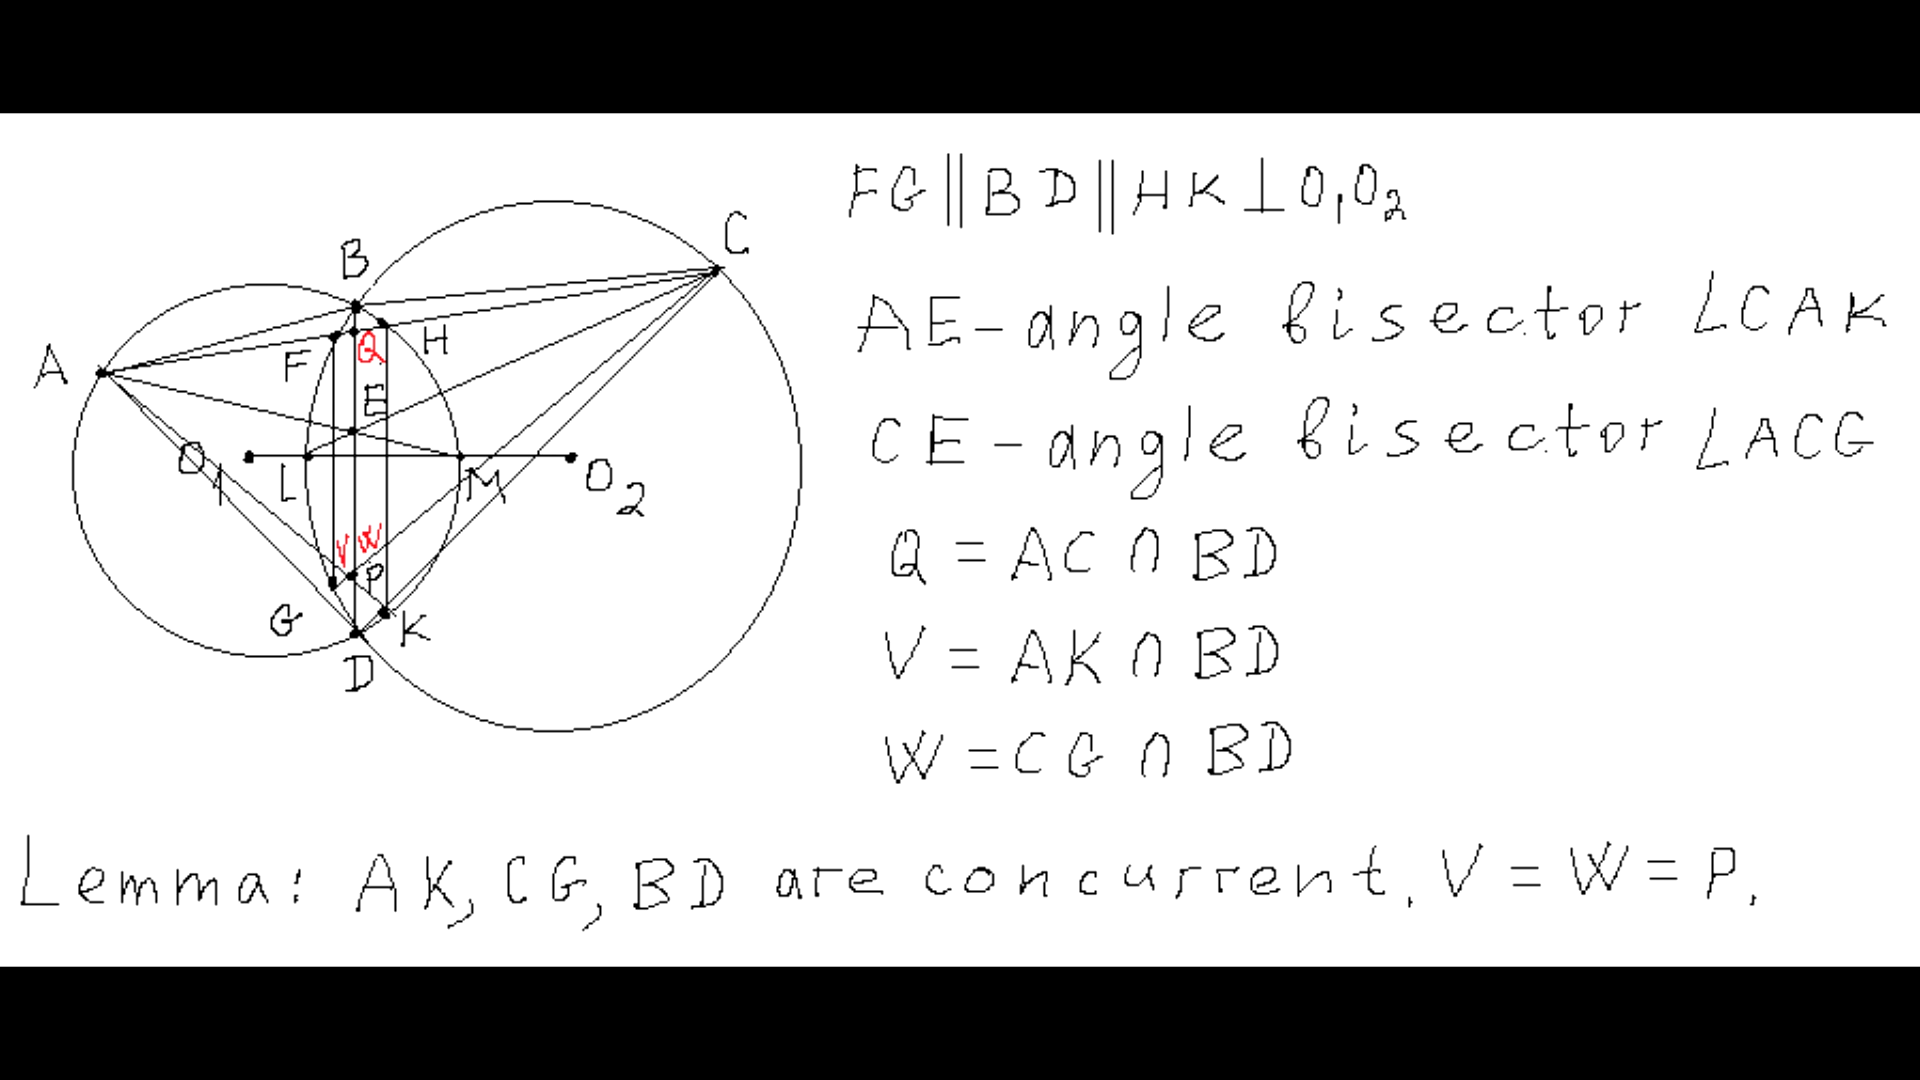 FG || BD || HK ⊥ O₁O₂
AE - angle bisector ∠CAK
CE - angle bisector ∠ACG
Q = AC ∩ BD
V = AK ∩ BD
W = CG ∩ BD
Lemma: AK, CG, BD are concurrent. V = W = P.
C
B
H
Q
F
A
E
O₁
L
M
O₂
V W
P
G
K
D